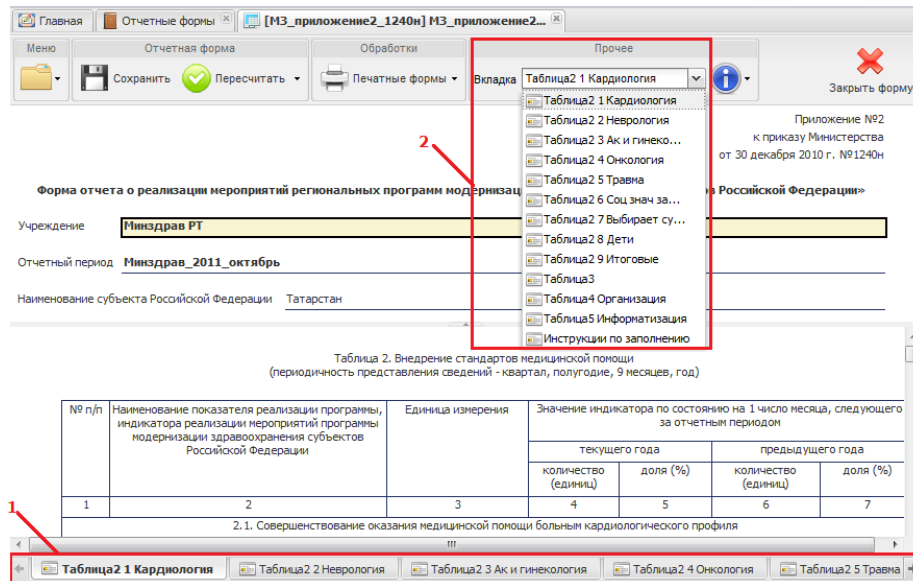 Главная
Отчетные формы
[МЗ_приложение2_1240н] МЗ_приложение2...
Меню
Отчетная форма
Обработки
Прочее
Сохранить
Пересчитать
Печатные формы
Вкладка
Таблица2 1 Кардиология
Закрыть форму
Таблица2 1 Кардиология
Таблица2 2 Неврология
Таблица2 3 Ак и гинеко...
Таблица2 4 Онкология
Таблица2 5 Травма
Таблица2 6 Соц знач за...
Таблица2 7 Выбирает су...
Таблица2 8 Дети
Таблица2 9 Итоговые
Таблица3
Таблица4 Организация
Таблица5 Информатизация
Инструкции по заполнению
2
Приложение №2
к приказу Министерства
от 30 декабря 2010 г. №1240н
Форма отчета о реализации мероприятий региональных программ модернизац
в Российской Федерации»
Учреждение
Минздрав РТ
Отчетный период
Минздрав_2011_октябрь
Наименование субъекта Российской Федерации
Татарстан
Таблица 2. Внедрение стандартов медицинской помощи
(периодичность представления сведений - квартал, полугодие, 9 месяцев, год)
№ п/п
Наименование показателя реализации программы,
индикатора реализации мероприятий программы
модернизации здравоохранения субъектов
Российской Федерации
Единица измерения
Значение индикатора по состоянию на 1 число месяца, следующего
за отчетным периодом
текущего года
предыдущего года
количество
(единиц)
доля (%)
количество
(единиц)
доля (%)
1
2
3
4
5
6
7
2.1. Совершенствование оказания медицинской помощи больным кардиологического профиля
1
Таблица2 1 Кардиология
Таблица2 2 Неврология
Таблица2 3 Ак и гинекология
Таблица2 4 Онкология
Таблица2 5 Травма